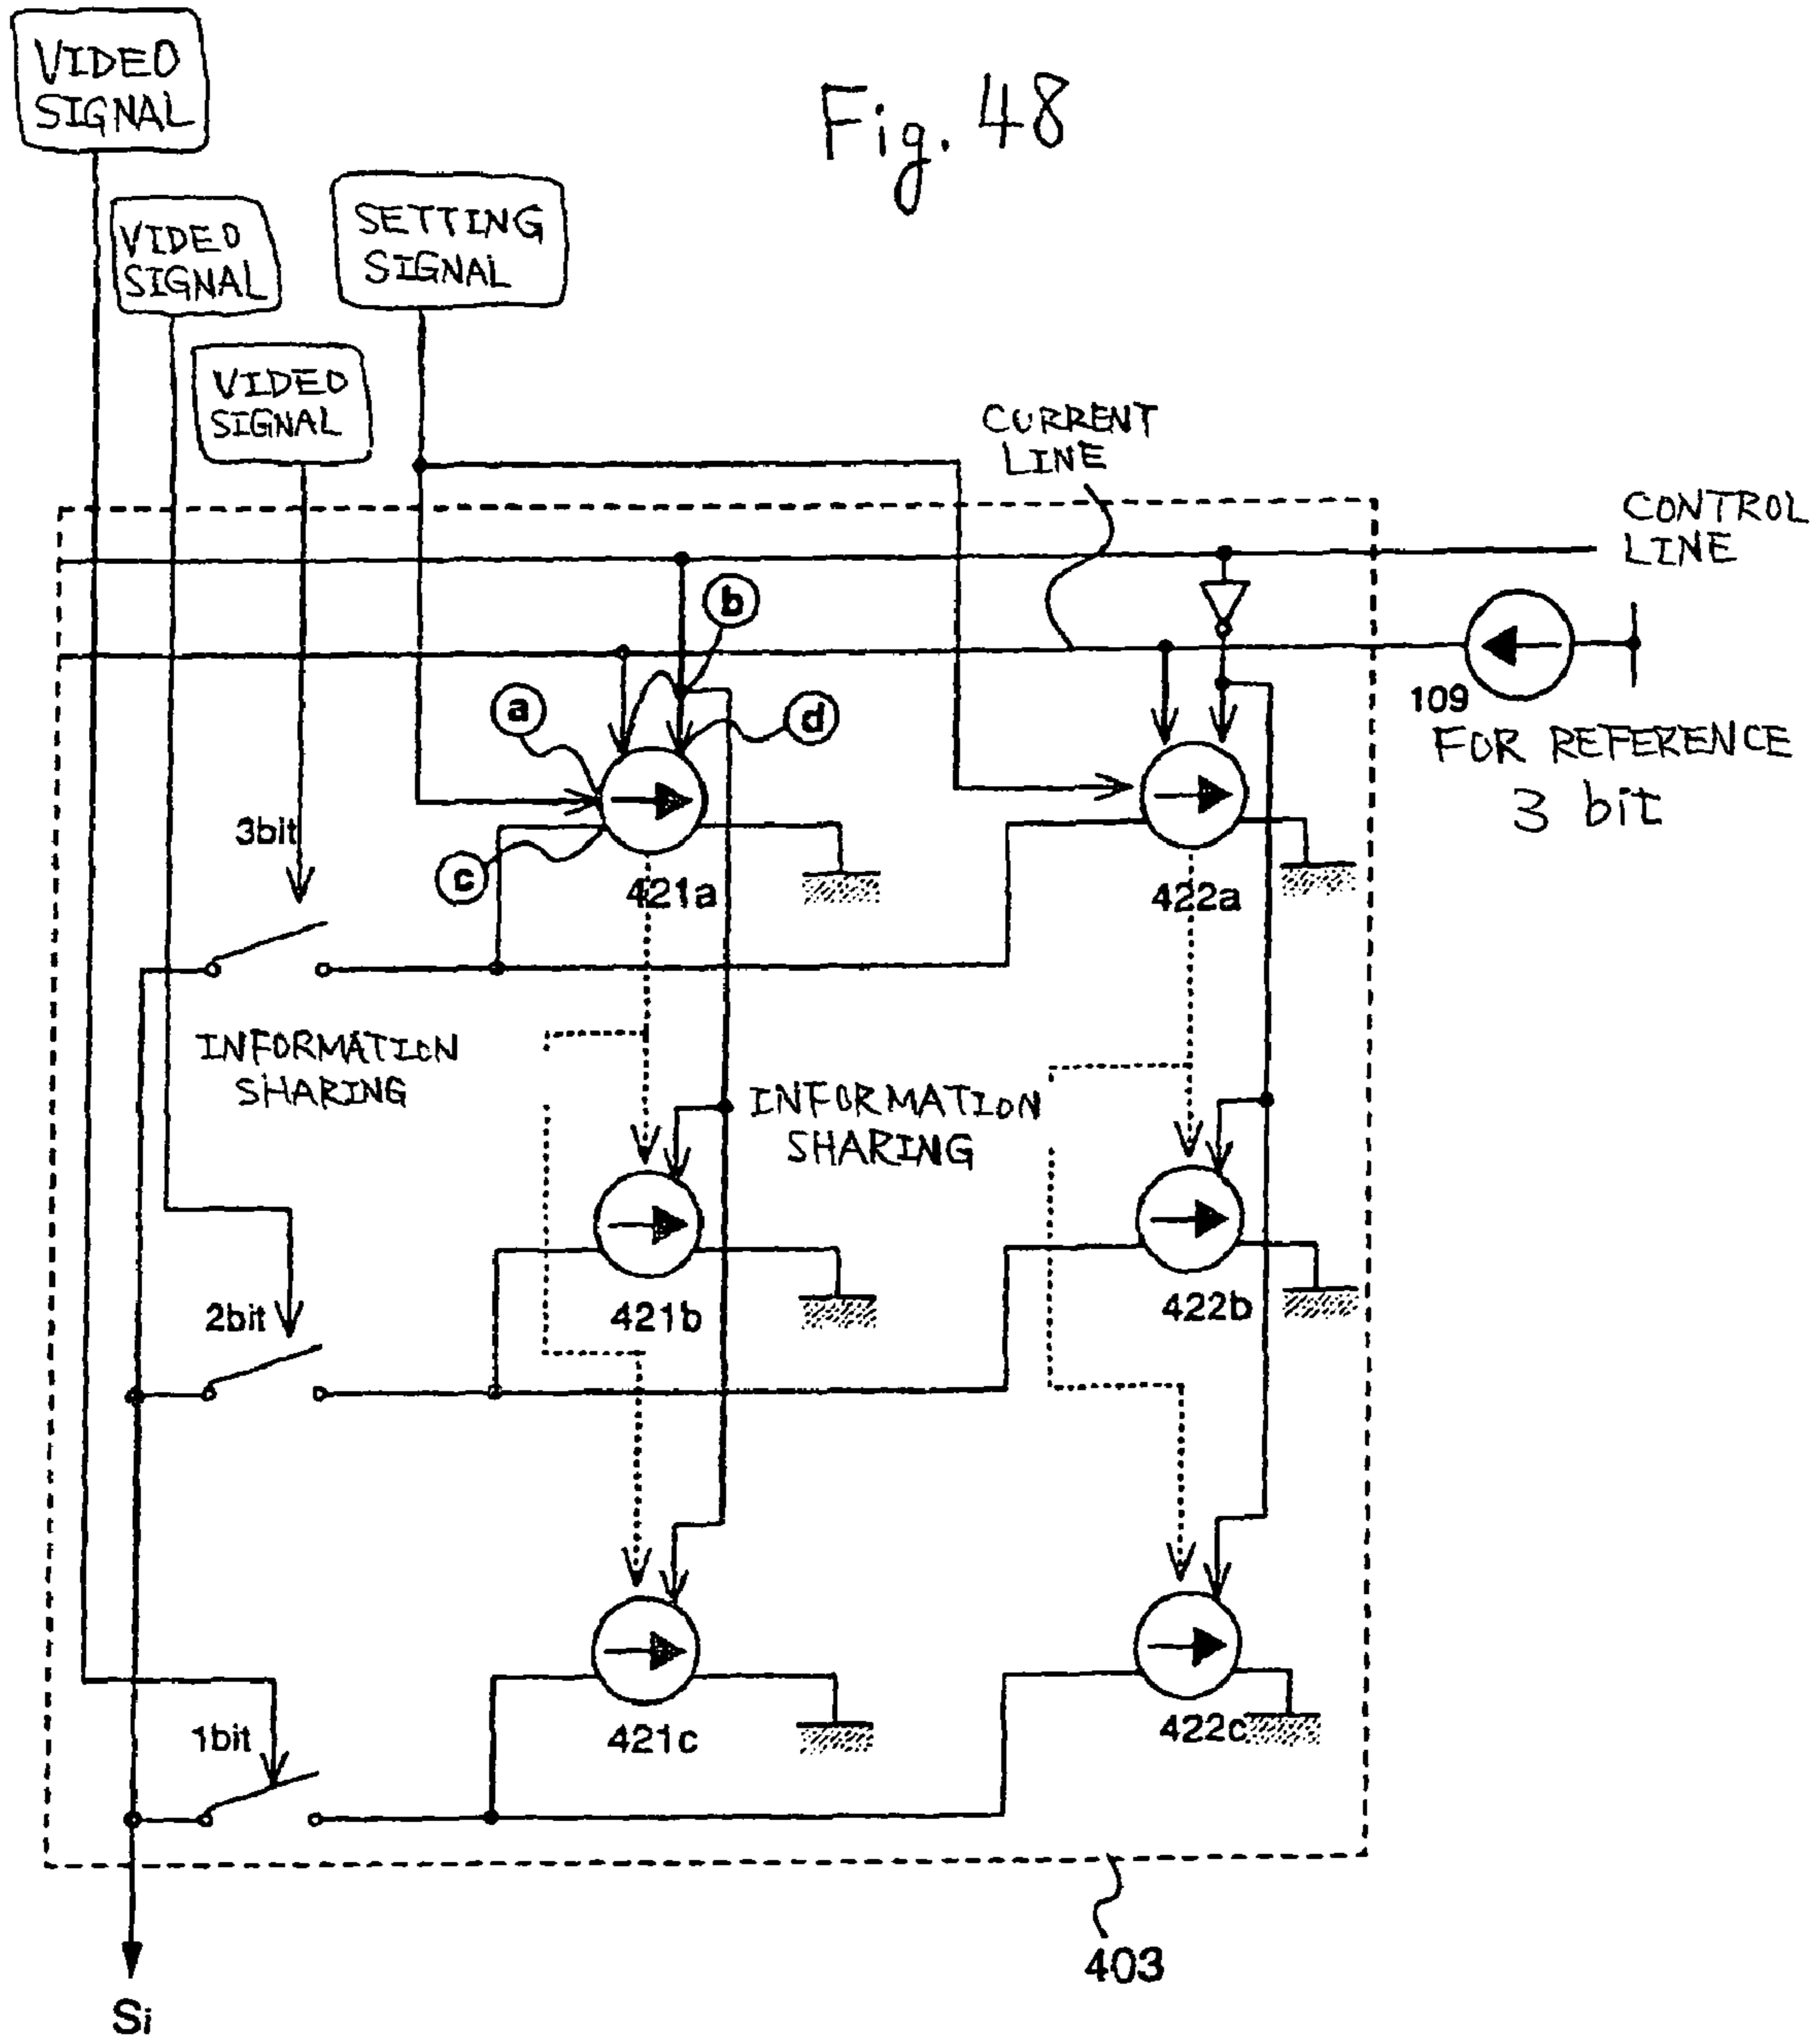 Fig. 48
VIDEO
SIGNAL
VIDEO
SIGNAL
SETTING
SIGNAL
VIDEO
SIGNAL
CURRENT
LINE
CONTROL
LINE
b
a
d
109
FOR REFERENCE
3 bit
3bit
c
421a
422a
INFORMATION
SHARING
INFORMATION
SHARING
2bit
421b
422b
1bit
421c
422c
403
Si